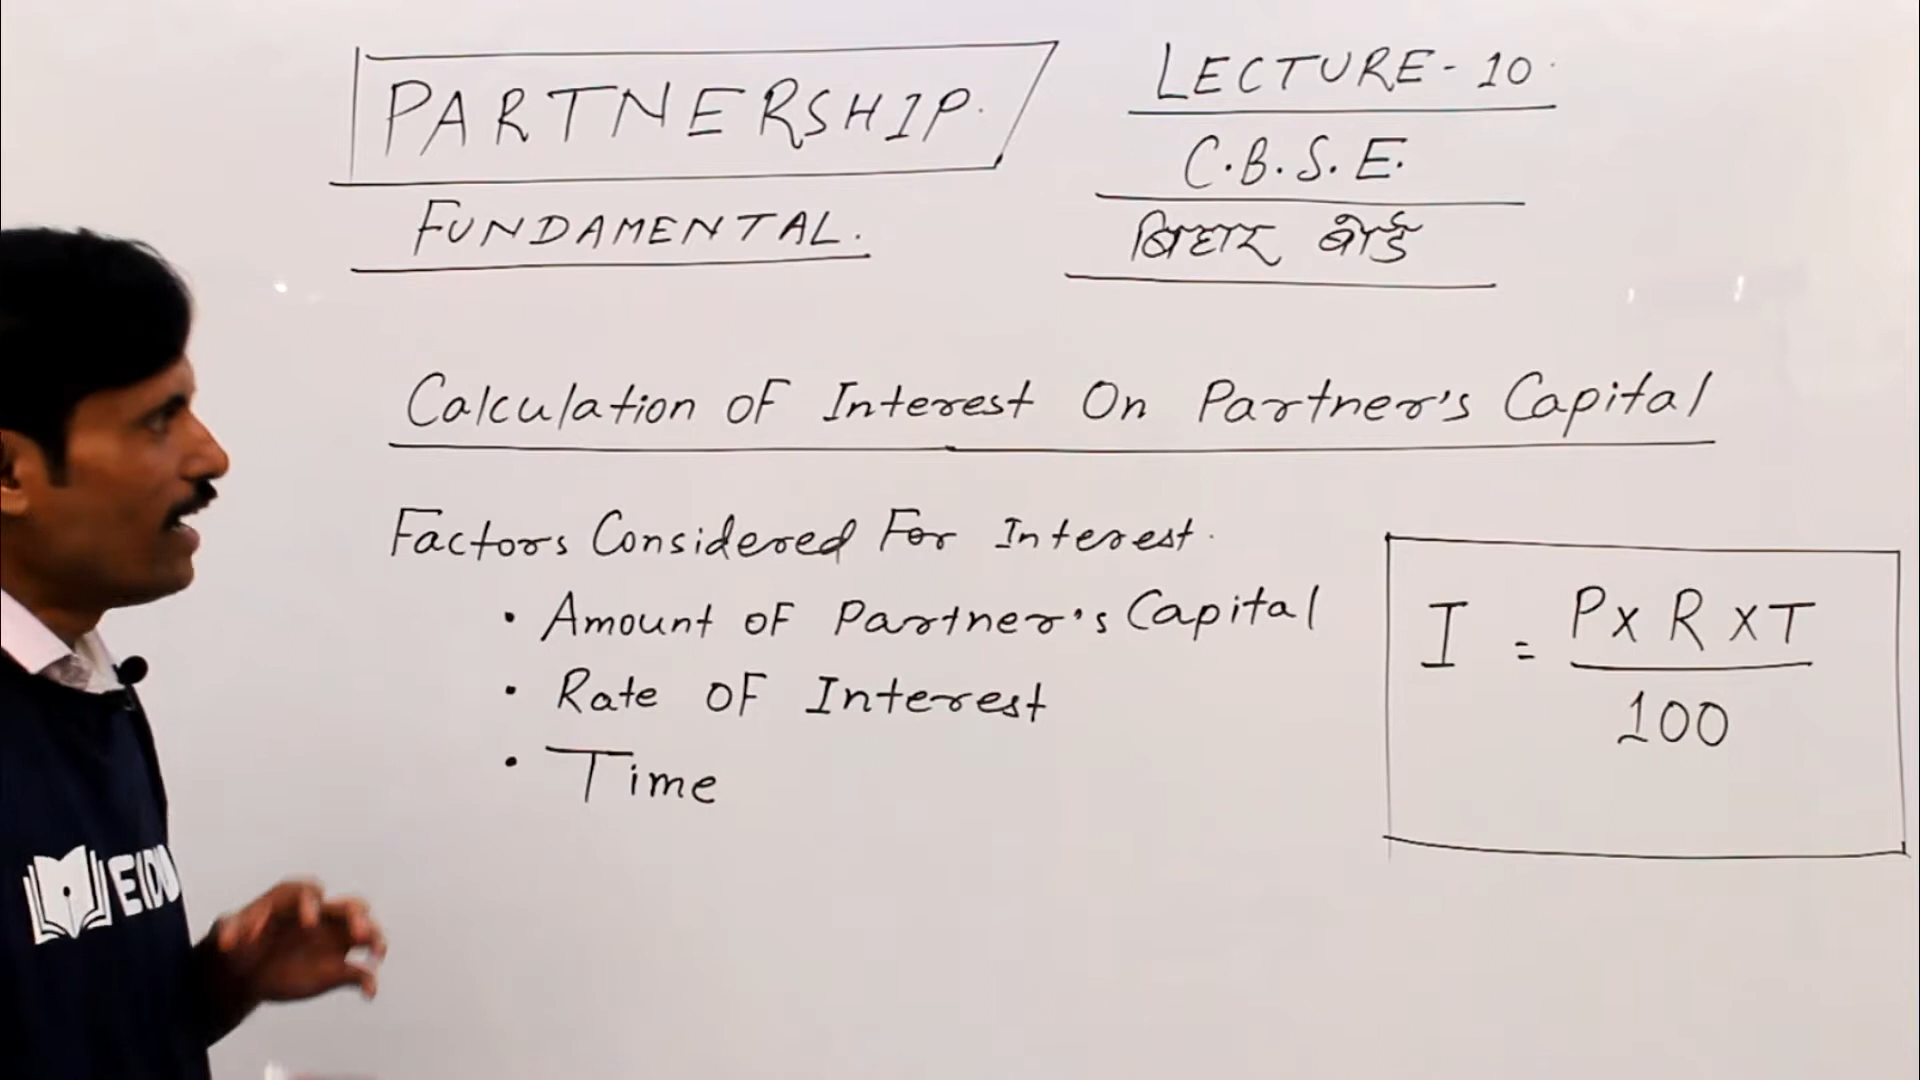 PARTNERSHIP.
FUNDAMENTAL.
LECTURE-10.
C.B.S.E.
बिहार बोर्ड
Calculation OF Interest On Partner's Capital
Factors Considered For Interest.
• Amount OF Partner's Capital
• Rate OF Interest
• Time
I = P x R x T
100